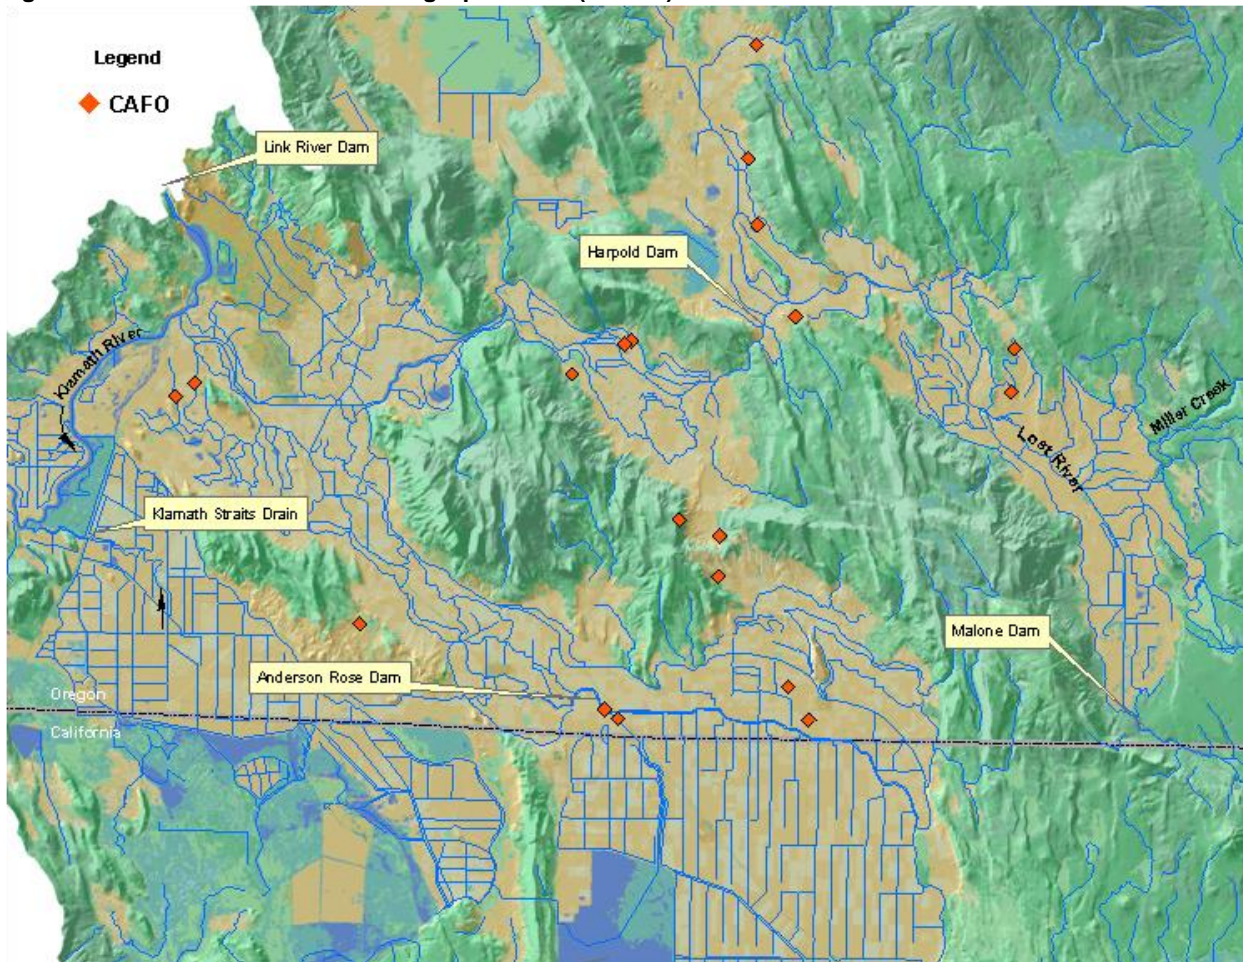 Legend
CAFO
Link River Dam
Harpold Dam
Klamath River
Miller Creek
Lost River
Klamath Straits Drain
Malone Dam
Anderson Rose Dam
Oregon
California